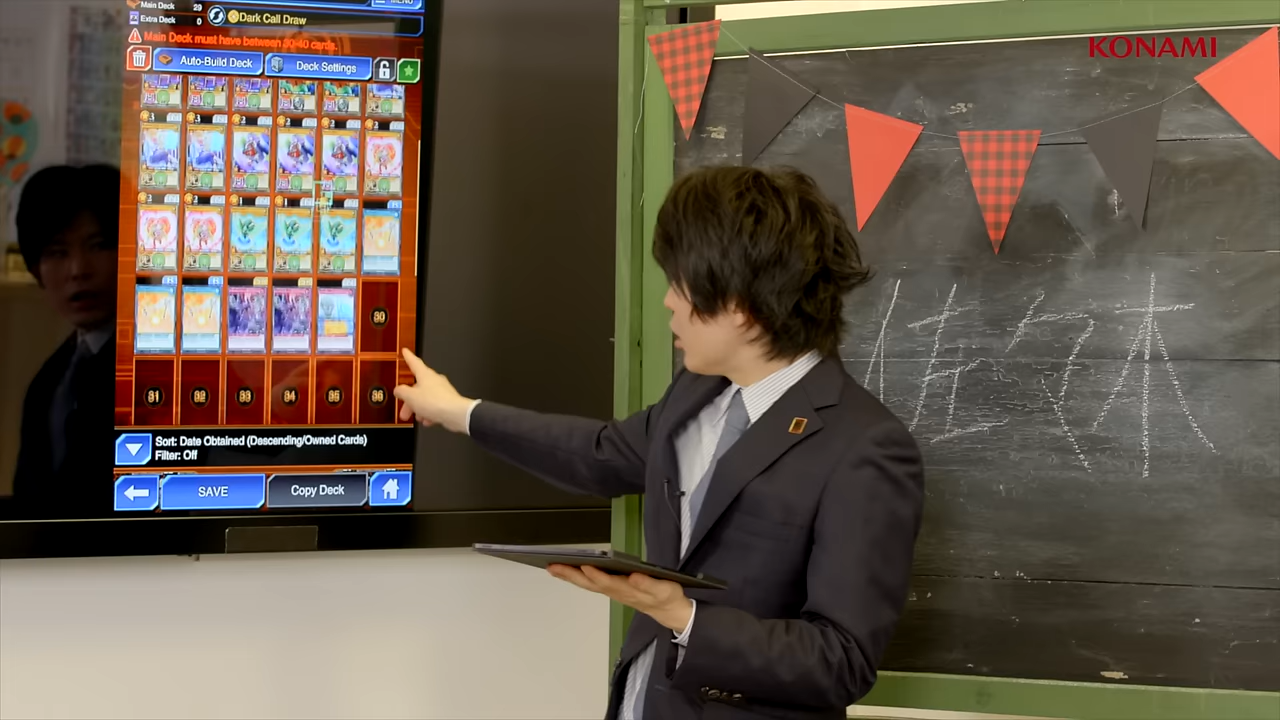 MENU
Main Deck 29
Extra Deck 0
Dark Call Draw
Main Deck must have between 30-40 cards.
Auto-Build Deck
Deck Settings
30
31 32 33 34 35 36
Sort: Date Obtained (Descending/Owned Cards)
Filter: Off
SAVE
Copy Deck
KONAMI